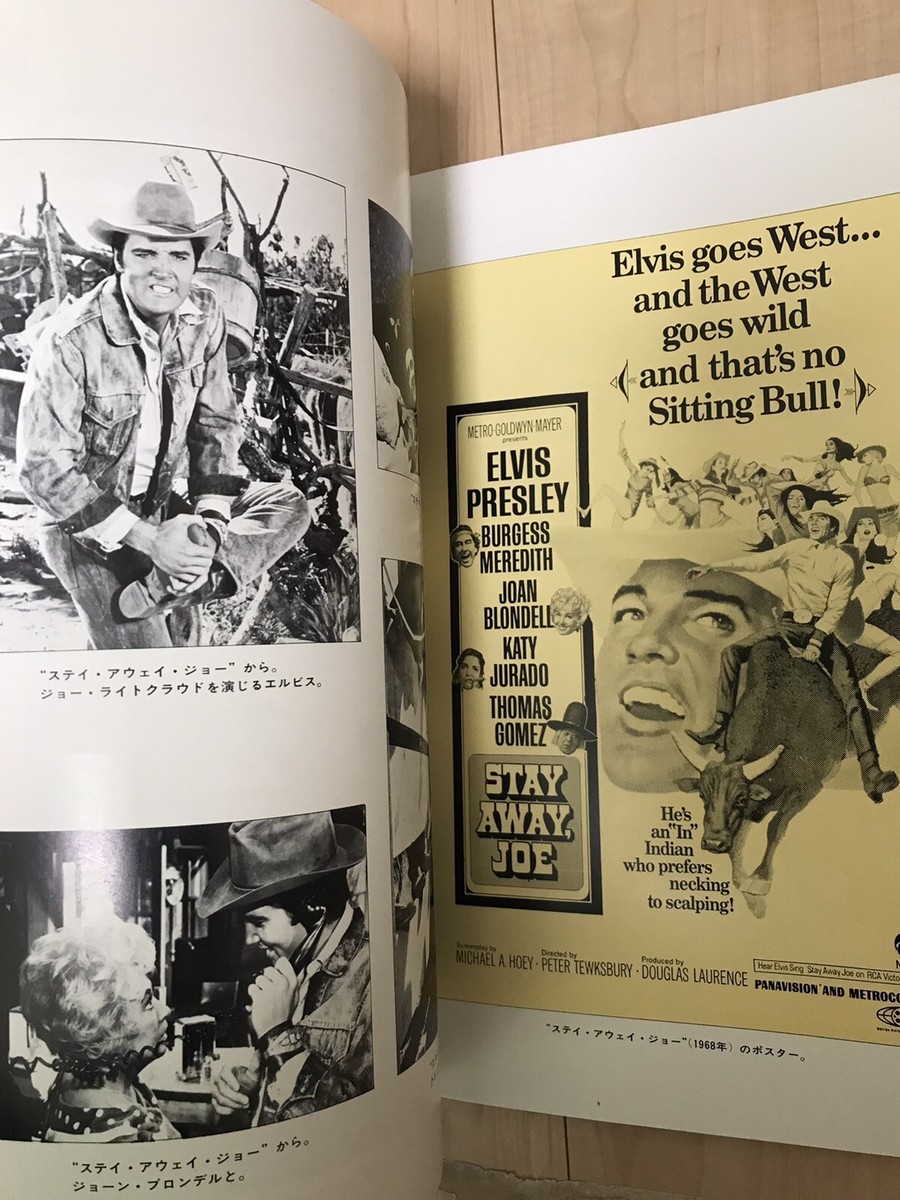 “ステイ・アウェイ・ジョー” から。
ジョー・ライトクラウドを演じるエルビス。
“ステイ・アウェイ・ジョー” から。
ジョーン・ブロンデルと。
Elvis goes West...
and the West
goes wild
and that's no
Sitting Bull!
METRO-GOLDWYN-MAYER
presents
ELVIS
PRESLEY
BURGESS
MEREDITH
JOAN
BLONDELL
KATY
JURADO
THOMAS
GOMEZ
STAY
AWAY,
JOE
He's
an "In"
Indian
who prefers
necking
to scalping!
Screenplay by
MICHAEL A. HOEY ·
Directed by
PETER TEWKSBURY ·
Produced by
DOUGLAS LAURENCE
Hear Elvis Sing Stay Away Joe on RCA Victo
PANAVISION® AND METROCO
“ステイ・アウェイ・ジョー”(1968年) のポスター。